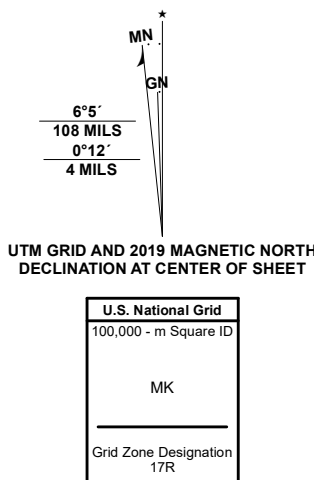 ★
MN
GN
6°5´
108 MILS
0°12´
4 MILS
UTM GRID AND 2019 MAGNETIC NORTH
DECLINATION AT CENTER OF SHEET
U.S. National Grid
100,000 - m Square ID
MK
Grid Zone Designation
17R